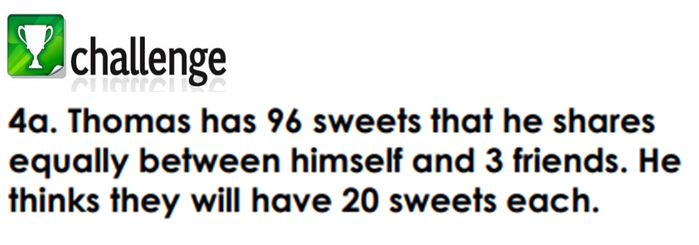 challenge
4a. Thomas has 96 sweets that he shares
equally between himself and 3 friends. He
thinks they will have 20 sweets each.